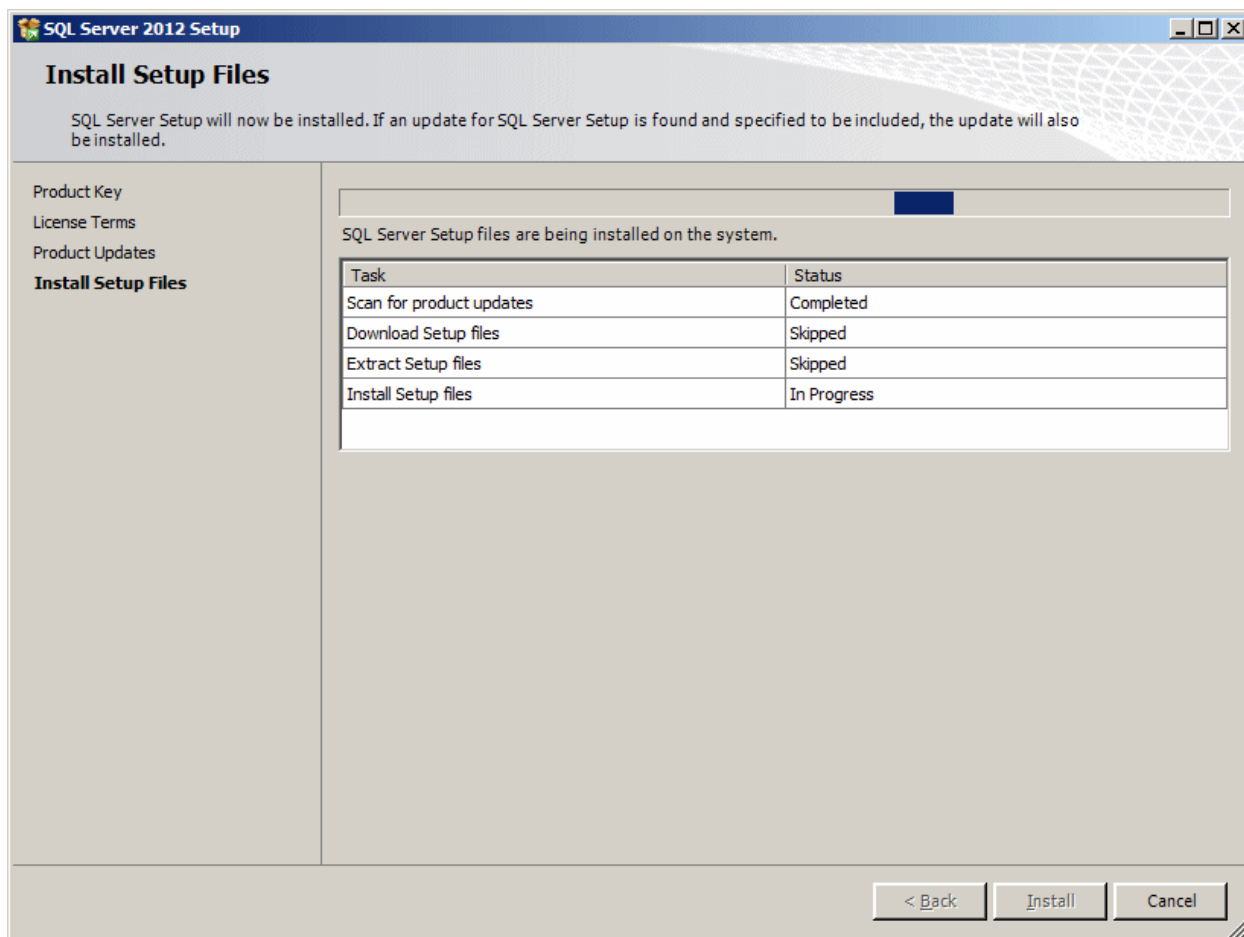 SQL Server 2012 Setup
Install Setup Files
SQL Server Setup will now be installed. If an update for SQL Server Setup is found and specified to be included, the update will also
be installed.
Product Key
License Terms
Product Updates
Install Setup Files
SQL Server Setup files are being installed on the system.
Task Status
Scan for product updates Completed
Download Setup files Skipped
Extract Setup files Skipped
Install Setup files In Progress
< Back Install Cancel